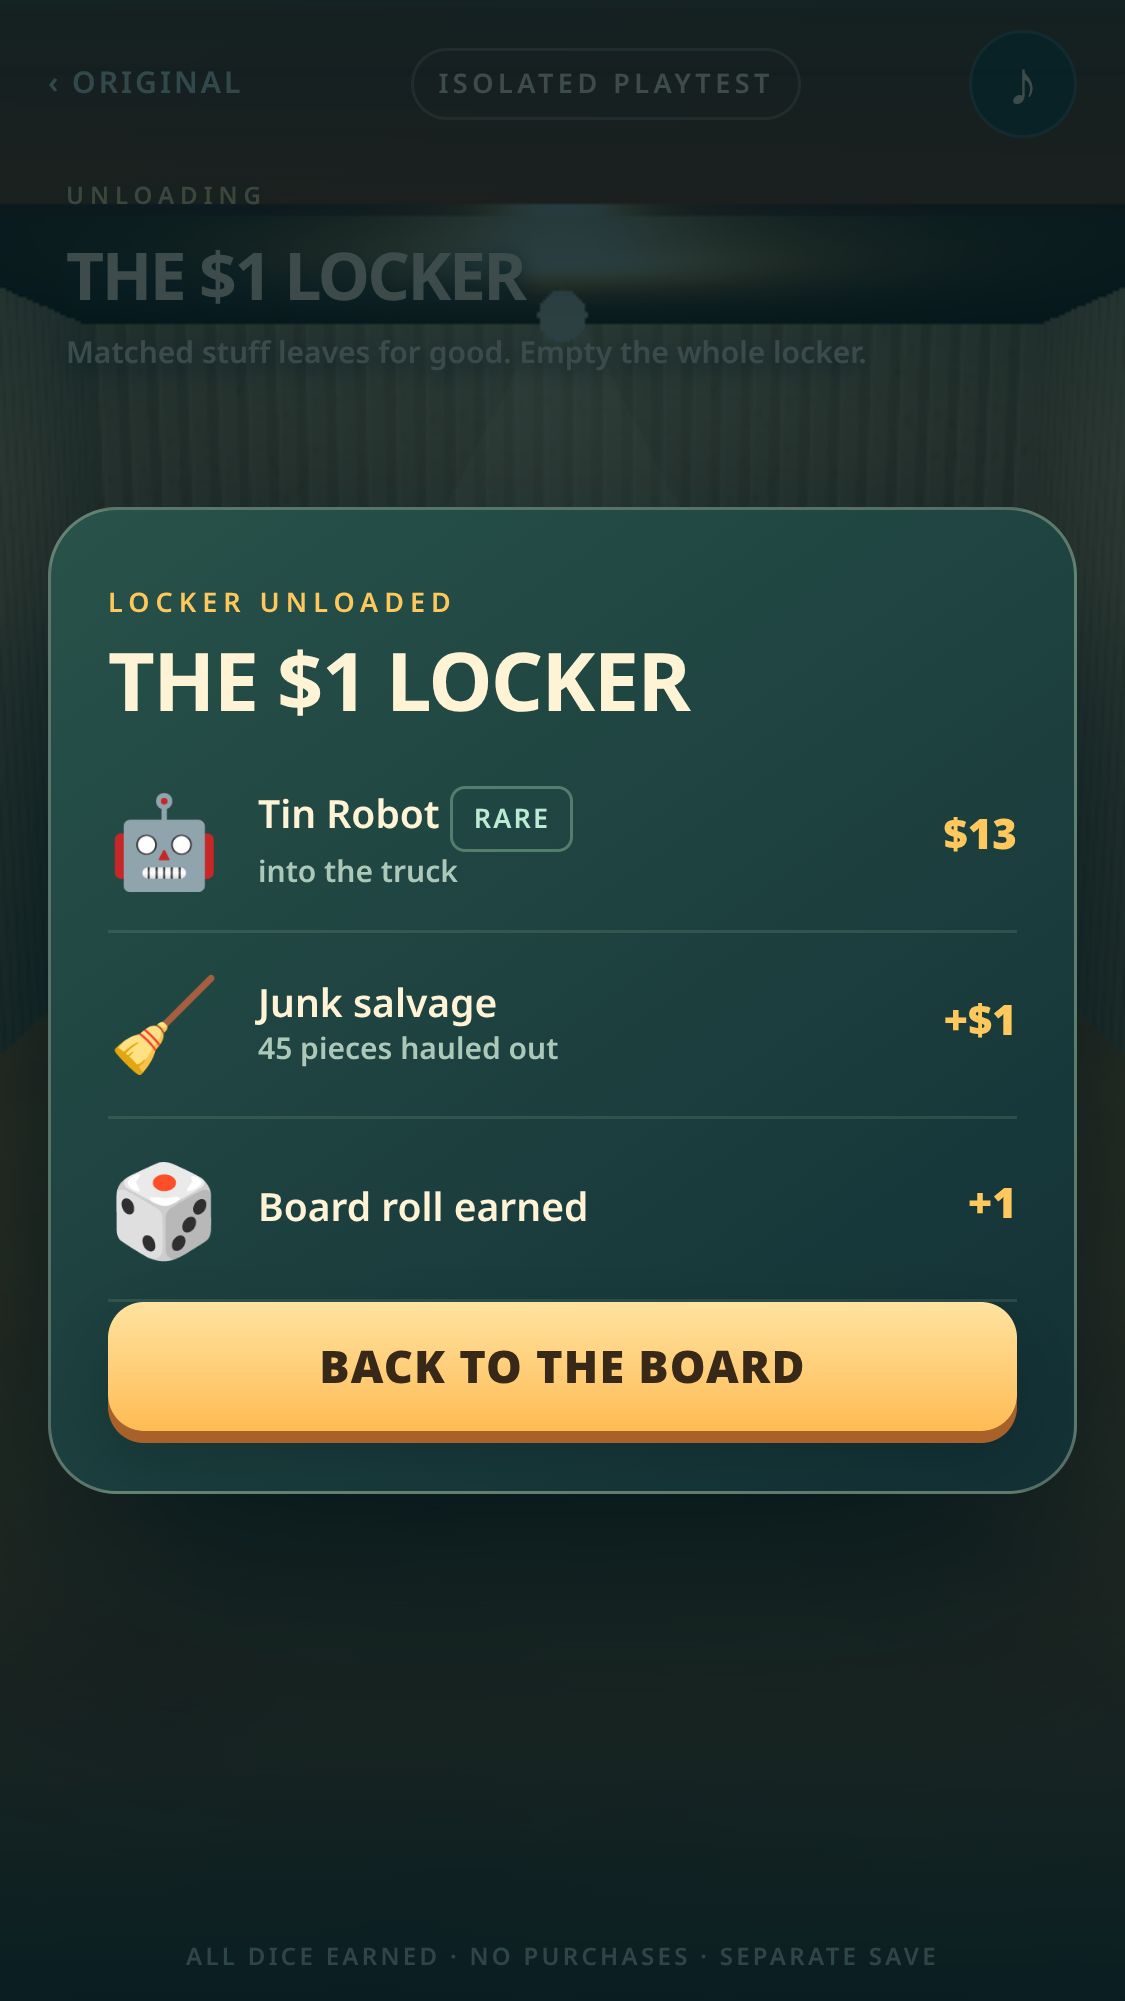 ‹ ORIGINAL
ISOLATED PLAYTEST
♪
UNLOADING
THE $1 LOCKER
Matched stuff leaves for good. Empty the whole locker.
LOCKER UNLOADED
THE $1 LOCKER
Tin Robot RARE
into the truck
$13
Junk salvage
45 pieces hauled out
+$1
Board roll earned
+1
BACK TO THE BOARD
ALL DICE EARNED · NO PURCHASES · SEPARATE SAVE